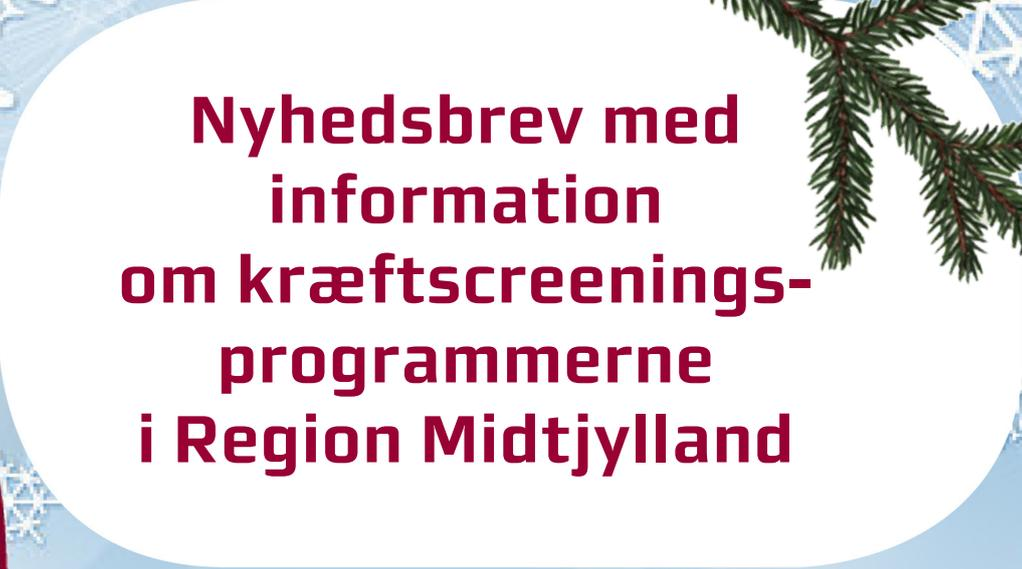 Nyhedsbrev med
information
om kræftscreenings-
programmerne
i Region Midtjylland